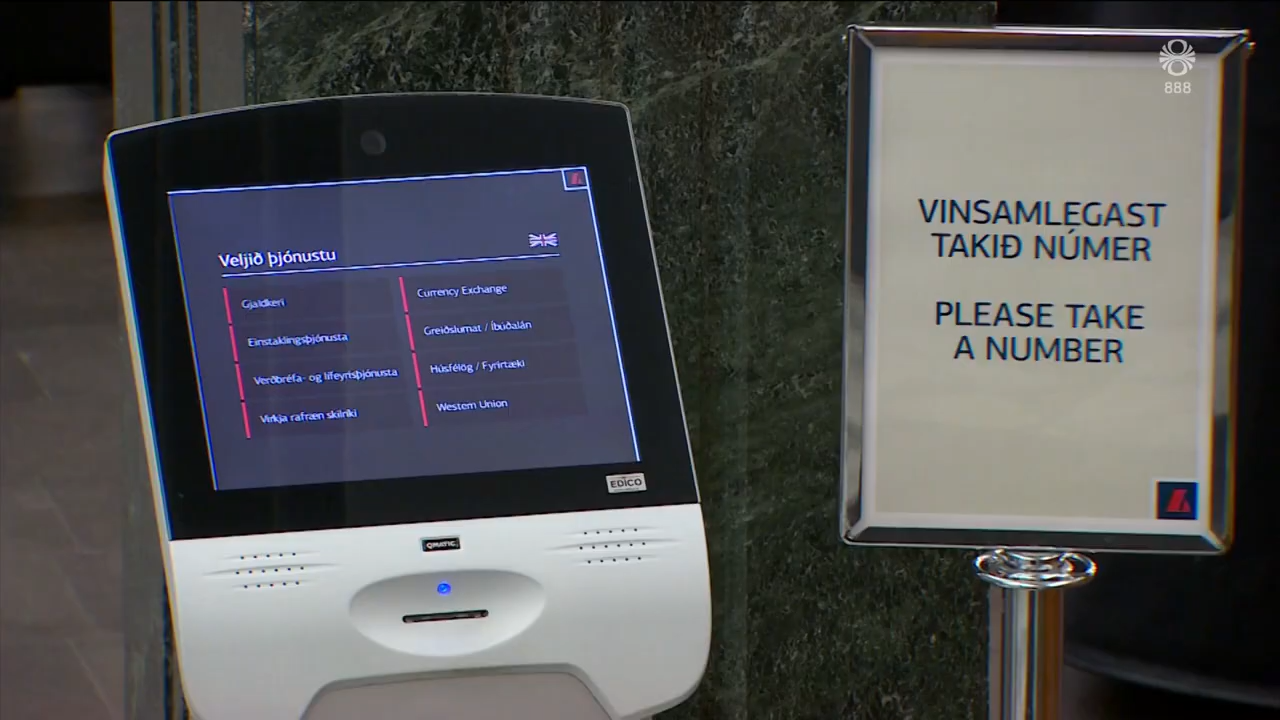 Veljið þjónustu
Gjaldkeri
Einstaklingsþjónusta
Verðbréfa- og lífeyrisþjónusta
Virkja rafræn skilríki
Currency Exchange
Greiðslumat / Íbúðalán
Húsfélög / Fyrirtæki
Western Union
EDICO
QMATIC
888
VINSAMLEGAST
TAKIÐ NÚMER
PLEASE TAKE
A NUMBER